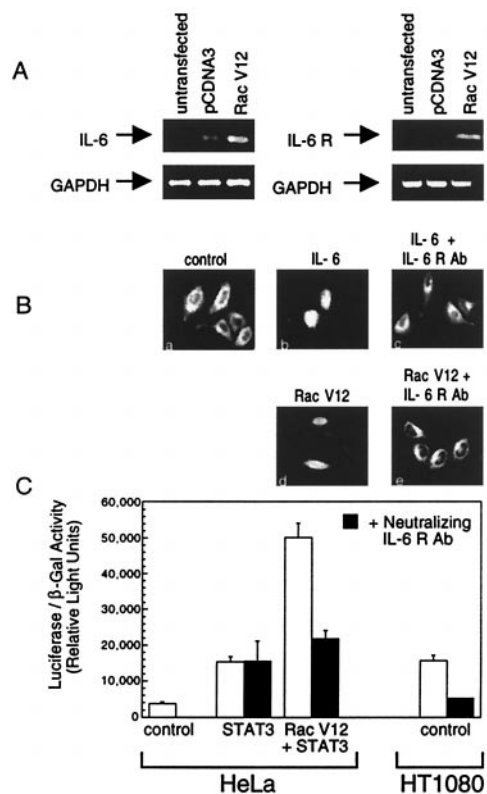 A
untransfected
pCDNA3
Rac V12
IL-6
GAPDH
untransfected
pCDNA3
Rac V12
IL-6 R
GAPDH
B
control
a
IL- 6
b
IL- 6 +
IL- 6 R Ab
c
Rac V12
d
Rac V12 +
IL- 6 R Ab
e
C
Luciferase / β-Gal Activity
(Relative Light Units)
60,000
50,000
40,000
30,000
20,000
10,000
0
+ Neutralizing
IL-6 R Ab
control
STAT3
Rac V12
+ STAT3
control
HeLa
HT1080